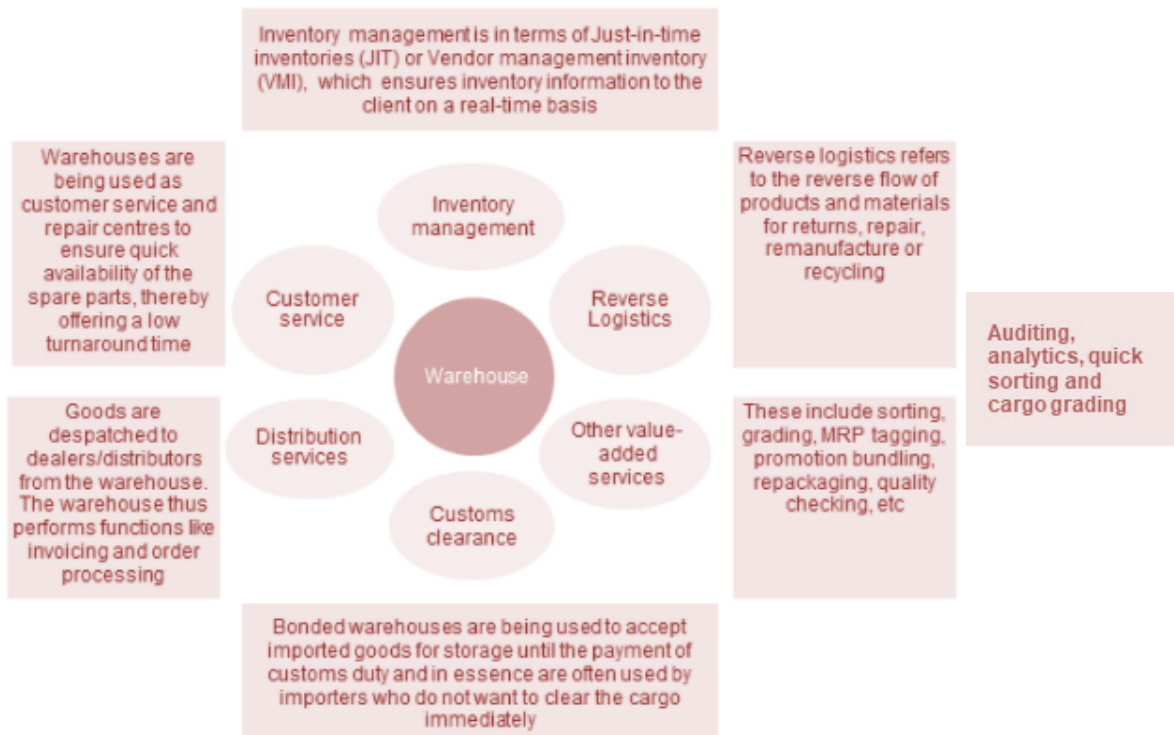 Inventory management is in terms of Just-in-time
inventories (JIT) or Vendor management inventory
(VMI), which ensures inventory information to the
client on a real-time basis
Warehouses are
being used as
customer service and
repair centres to
ensure quick
availability of the
spare parts, thereby
offering a low
turnaround time
Inventory
management
Reverse logistics refers
to the reverse flow of
products and materials
for returns, repair,
remanufacture or
recycling
Customer
service
Reverse
Logistics
Warehouse
Auditing,
analytics, quick
sorting and
cargo grading
Goods are
despatched to
dealers/distributors
from the warehouse.
The warehouse thus
performs functions like
invoicing and order
processing
Distribution
services
Other value-
added
services
These include sorting,
grading, MRP tagging,
promotion bundling,
repackaging, quality
checking, etc
Customs
clearance
Bonded warehouses are being used to accept
imported goods for storage until the payment of
customs duty and in essence are often used by
importers who do not want to clear the cargo
immediately